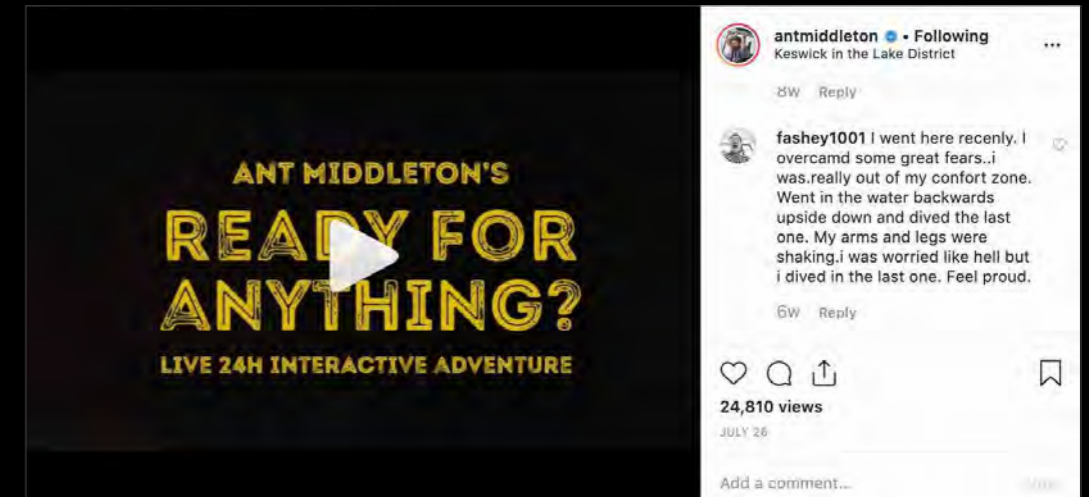 ANT MIDDLETON'S
READY FOR
ANYTHING?
LIVE 24H INTERACTIVE ADVENTURE
antmiddleton • Following
Keswick in the Lake District
8W Reply
fashey1001 I went here recenly. I
overcamd some great fears..i
was.really out of my confort zone.
Went in the water backwards
upside down and dived the last
one. My arms and legs were
shaking.i was worried like hell but
i dived in the last one. Feel proud.
6W Reply
24,810 views
JULY 26
Add a comment...